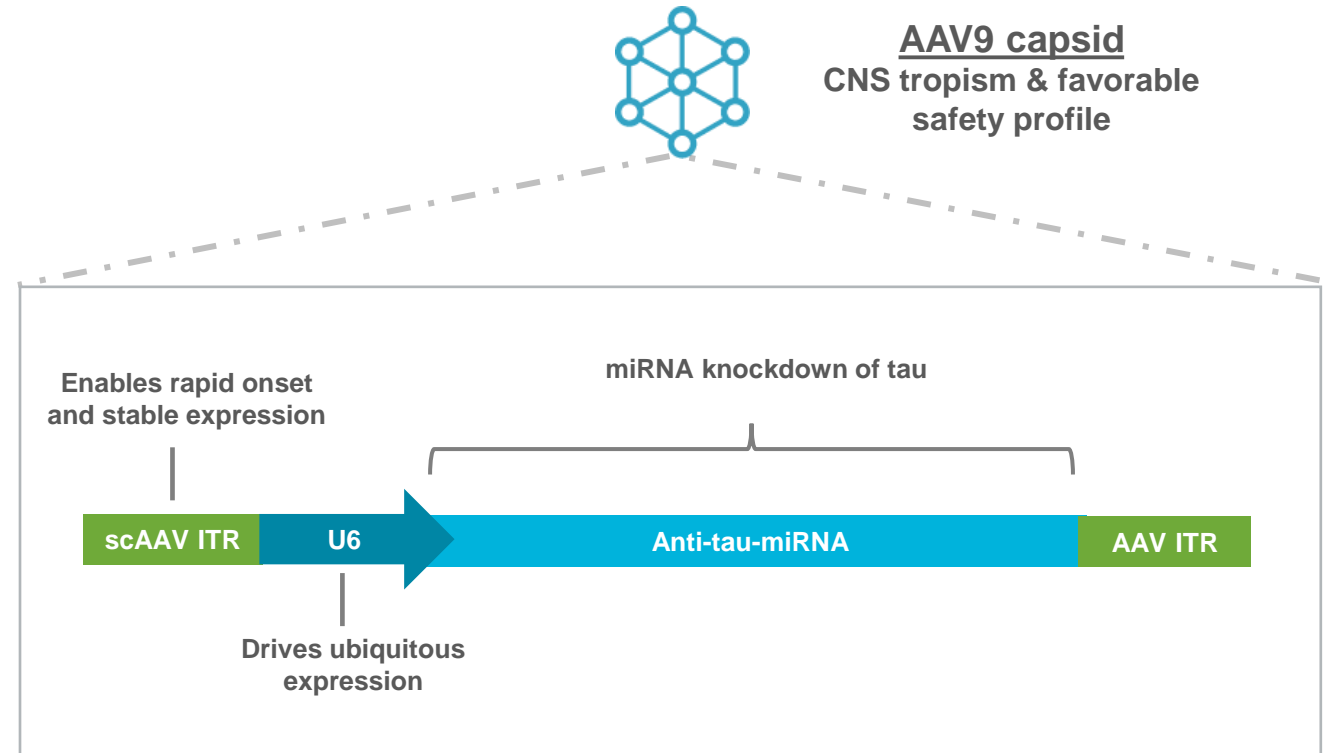 AAV9 capsid
CNS tropism & favorable
safety profile
Enables rapid onset
and stable expression
miRNA knockdown of tau
scAAV ITR
U6
Anti-tau-miRNA
AAV ITR
Drives ubiquitous
expression